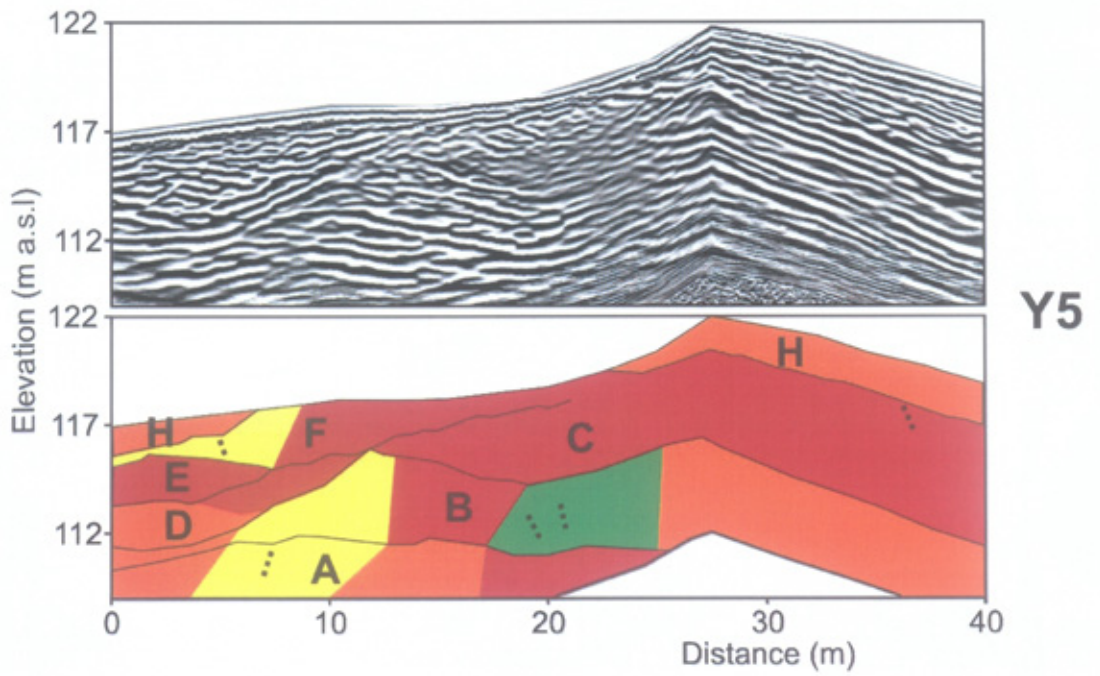 122
117
112
122
117
112
Elevation (m a.s.l)
Y5
H
H
F
C
E
D
B
A
0 10 20 30 40
Distance (m)